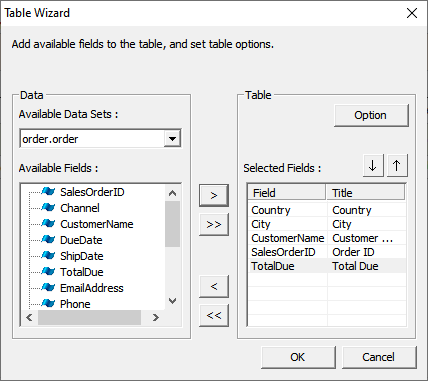 Table Wizard
Add available fields to the table, and set table options.
Data
Available Data Sets :
order.order
Available Fields :
SalesOrderID
Channel
CustomerName
DueDate
ShipDate
TotalDue
EmailAddress
Phone
>
>>
<
<<
Table
Option
Selected Fields :
↓ ↑
Field Title
Country Country
City City
CustomerName Customer ...
SalesOrderID Order ID
TotalDue Total Due
OK Cancel